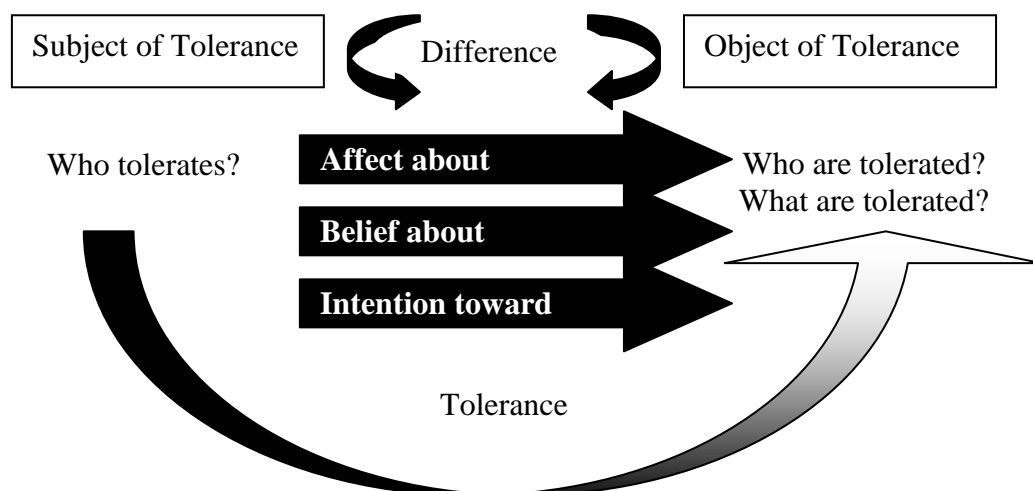 Subject of Tolerance
Difference
Object of Tolerance
Who tolerates?
Affect about
Belief about
Intention toward
Who are tolerated?
What are tolerated?
Tolerance